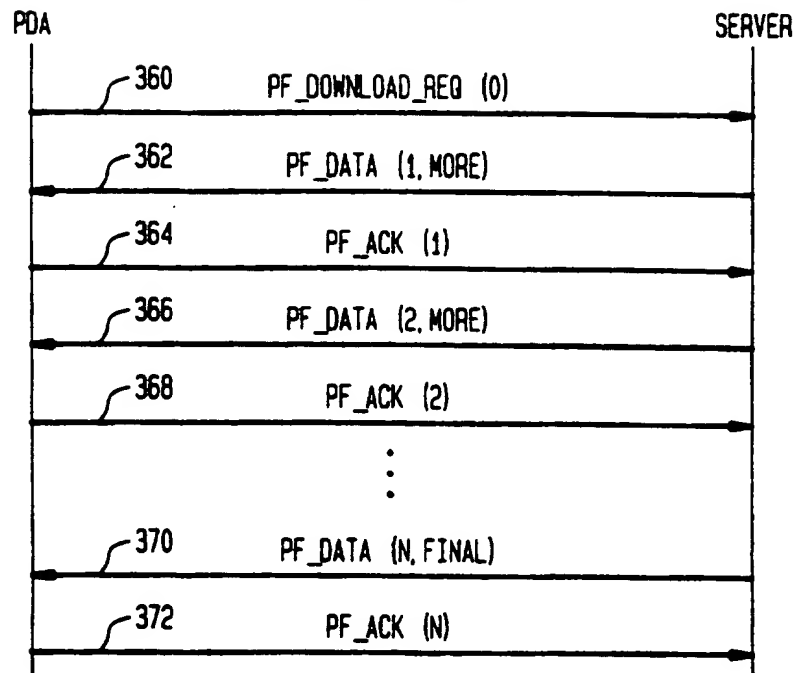 PDA SERVER
360 PF_DOWNLOAD_REQ (0)
362 PF_DATA (1, MORE)
364 PF_ACK (1)
366 PF_DATA (2, MORE)
368 PF_ACK (2)
370 PF_DATA (N, FINAL)
372 PF_ACK (N)